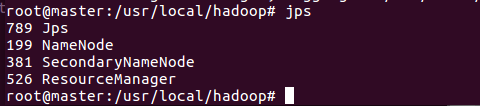 root@master:/usr/local/hadoop# jps
789 Jps
199 NameNode
381 SecondaryNameNode
526 ResourceManager
root@master:/usr/local/hadoop#